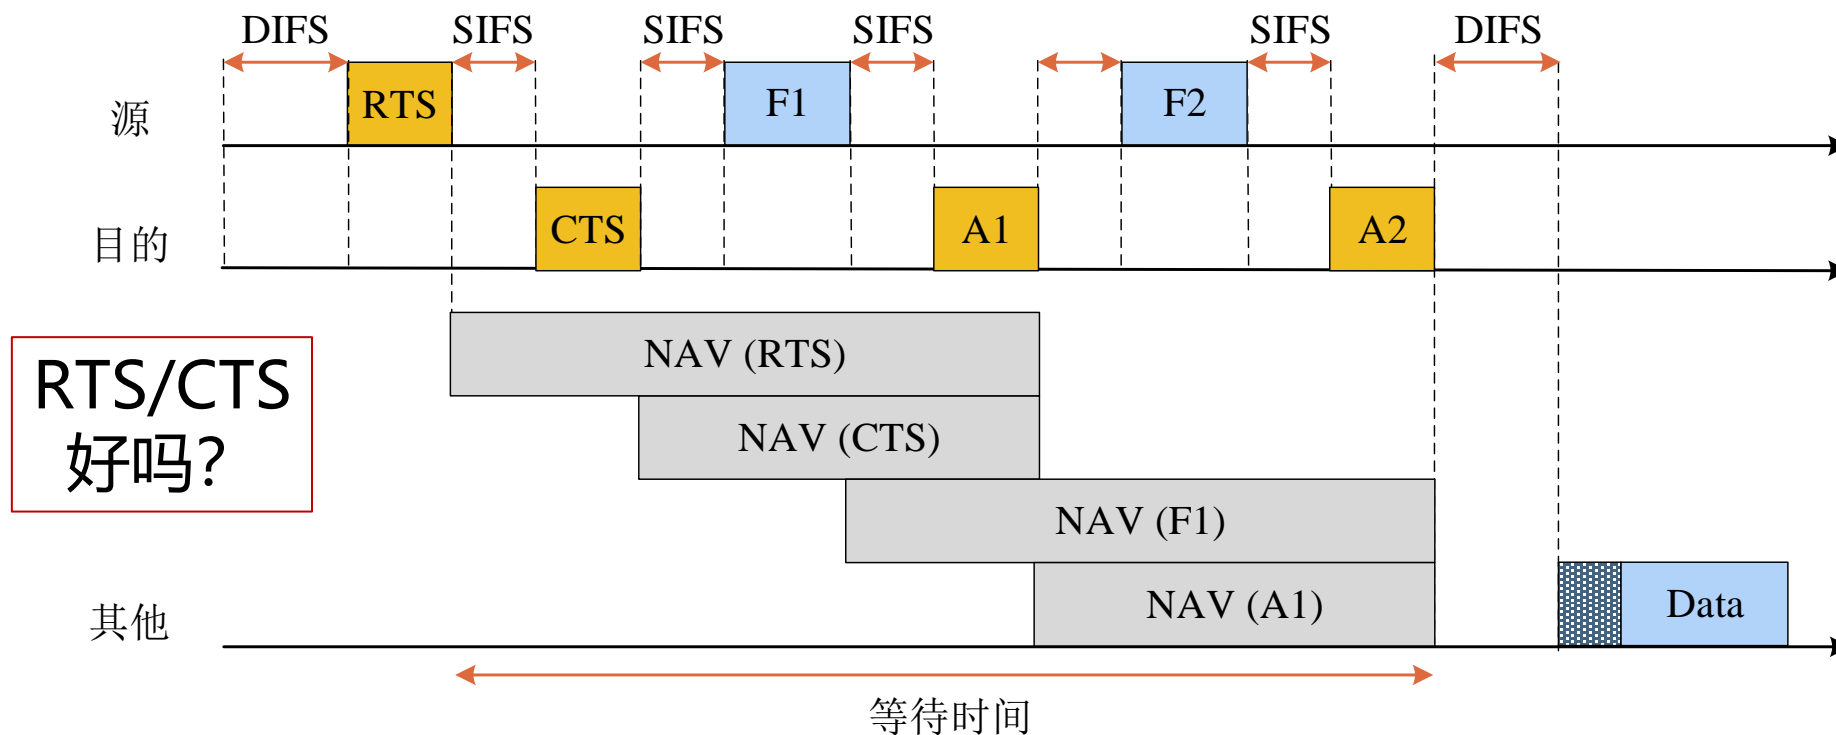 DIFS SIFS SIFS SIFS SIFS DIFS
源 RTS F1 F2
目的 CTS A1 A2
NAV (RTS)
RTS/CTS
好吗?
NAV (CTS)
NAV (F1)
其他 NAV (A1) Data
等待时间